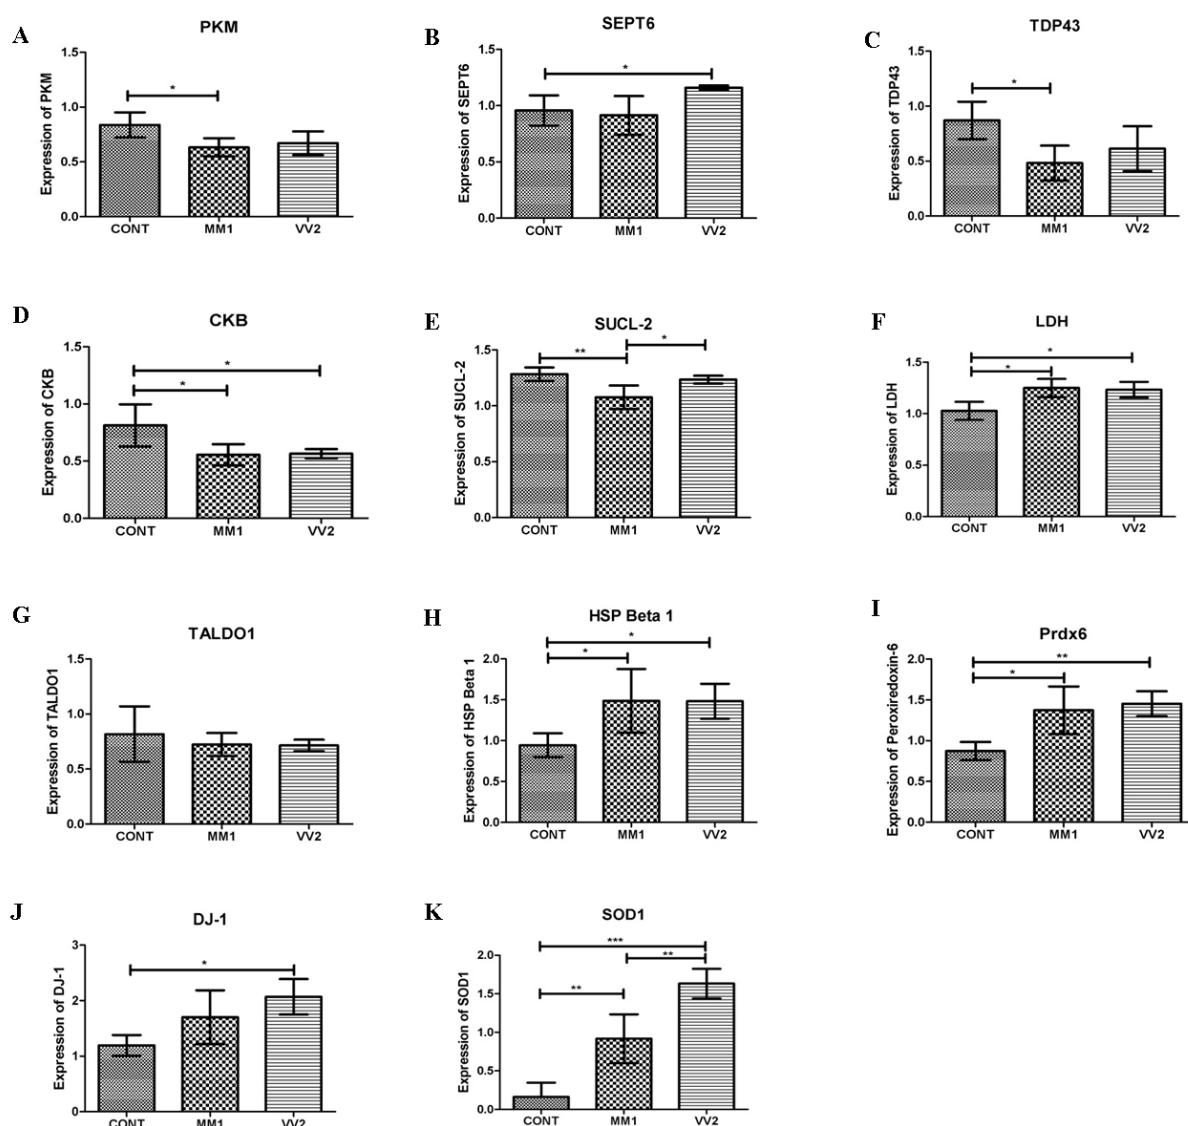 A
PKM
Expression of PKM
1.5
1.0
0.5
0.0
*
CONT MM1 VV2
B
SEPT6
Expression of SEPT6
1.5
1.0
0.5
0.0
*
CONT MM1 VV2
C
TDP43
Expression of TDP43
1.5
1.0
0.5
0.0
*
CONT MM1 VV2
D
CKB
Expression of CKB
1.5
1.0
0.5
0.0
*
*
CONT MM1 VV2
E
SUCL-2
Expression of SUCL-2
1.5
1.0
0.5
0.0
** *
CONT MM1 VV2
F
LDH
Expression of LDH
1.5
1.0
0.5
0.0
*
*
CONT MM1 VV2
G
TALDO1
Expression of TALDO1
1.5
1.0
0.5
0.0
CONT MM1 VV2
H
HSP Beta 1
Expression of HSP Beta 1
2.0
1.5
1.0
0.5
0.0
*
*
CONT MM1 VV2
I
Prdx6
Expression of Peroxiredoxin-6
2.0
1.5
1.0
0.5
0.0
**
*
CONT MM1 VV2
J
DJ-1
Expression of DJ-1
3
2
1
0
*
CONT MM1 VV2
K
SOD1
Expression of SOD1
2.0
1.5
1.0
0.5
0.0
***
**
**
CONT MM1 VV2